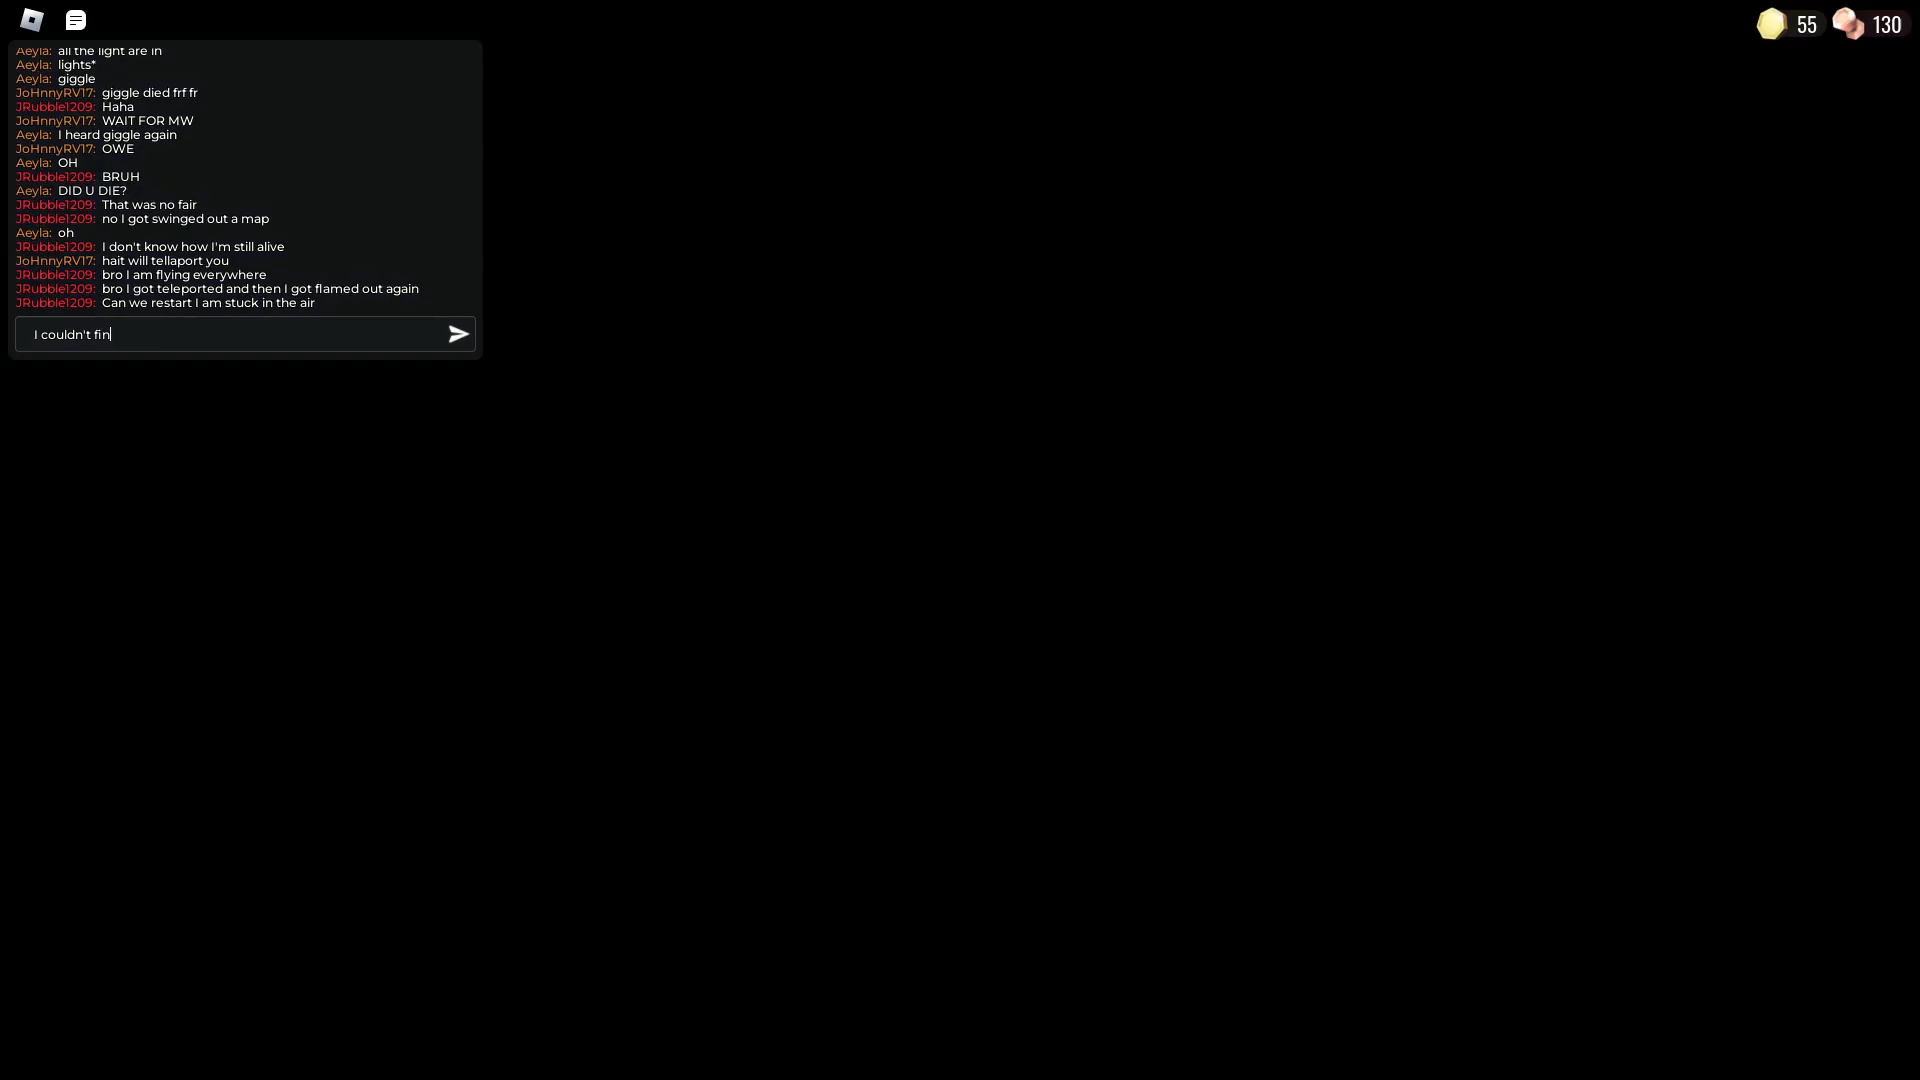 55
130
Aeyla: all the light are in
Aeyla: lights*
Aeyla: giggle
JoHnnyRV17: giggle died frf fr
JRubble1209: Haha
JoHnnyRV17: WAIT FOR MW
Aeyla: I heard giggle again
JoHnnyRV17: OWE
Aeyla: OH
JRubble1209: BRUH
Aeyla: DID U DIE?
JRubble1209: That was no fair
JRubble1209: no I got swinged out a map
Aeyla: oh
JRubble1209: I don't know how I'm still alive
JoHnnyRV17: hait will tellaport you
JRubble1209: bro I am flying everywhere
JRubble1209: bro I got teleported and then I got flamed out again
JRubble1209: Can we restart I am stuck in the air
I couldn't fin